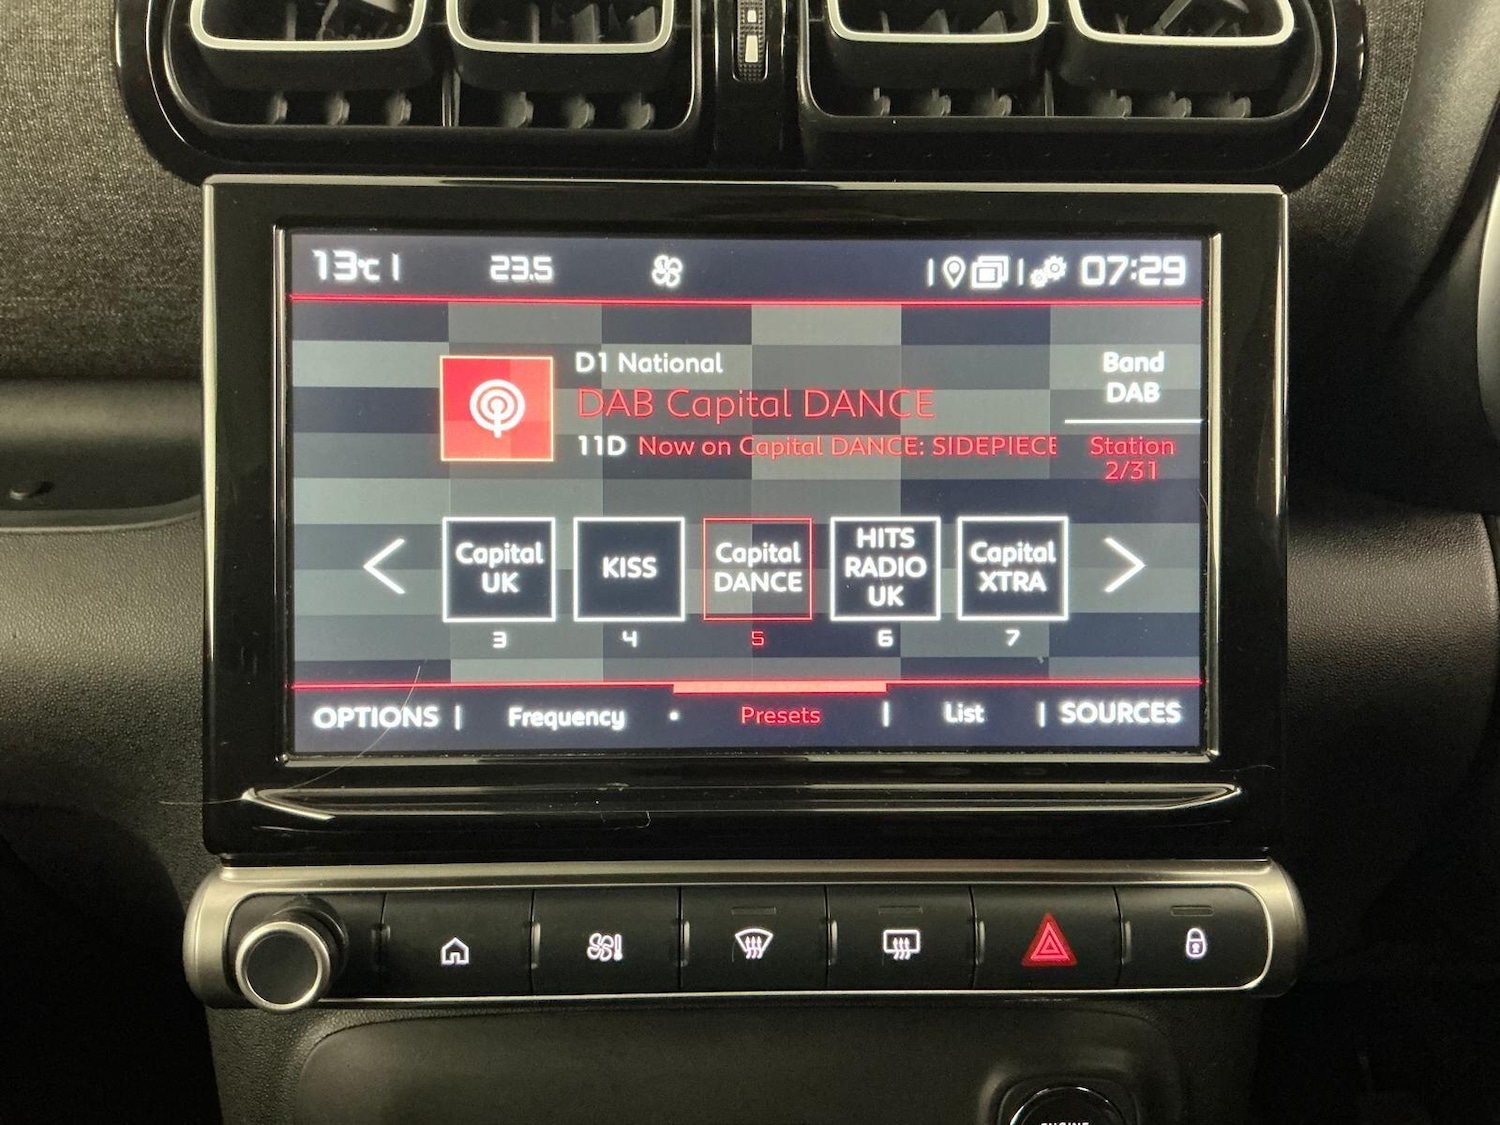 13°C
23.5
07:29
D1 National
DAB Capital DANCE
11D Now on Capital DANCE: SIDEPIECE
Band
DAB
Station
2/31
Capital
UK
KISS
Capital
DANCE
HITS
RADIO
UK
Capital
XTRA
3
4
5
6
7
OPTIONS
Frequency
Presets
List
SOURCES
ENGINE